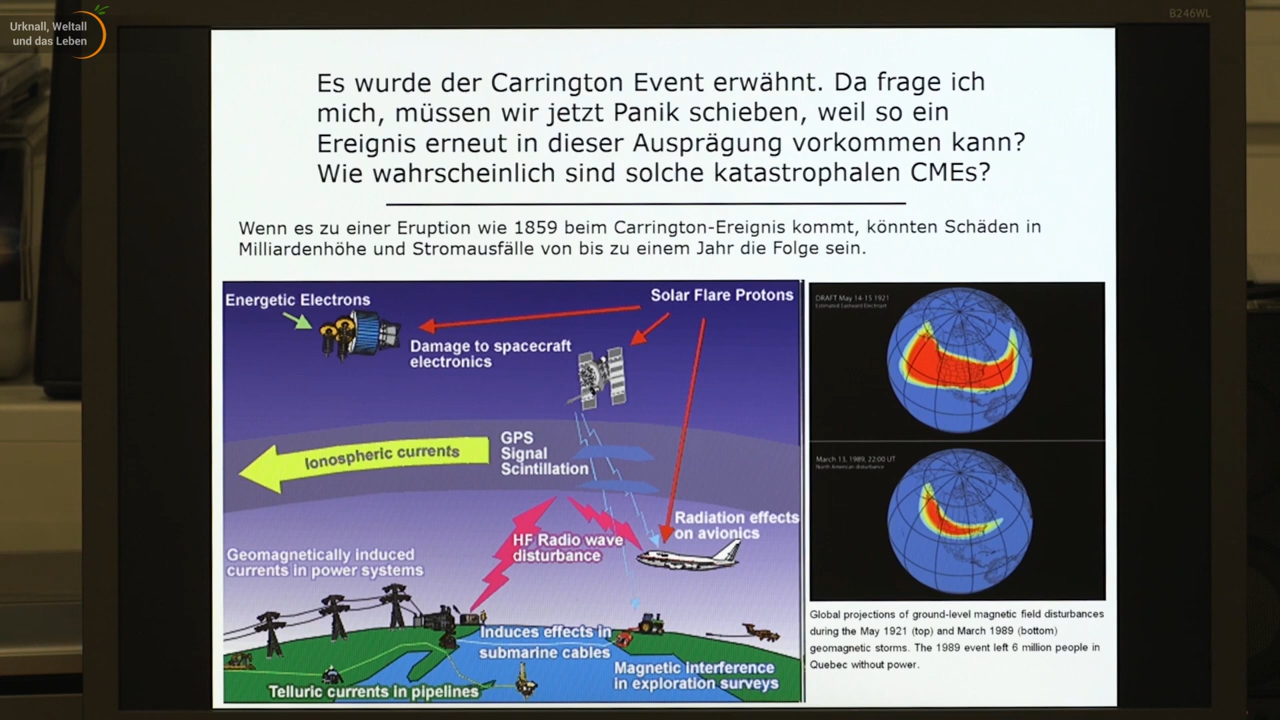 Urknall, Weltall
und das Leben
B246WL
Es wurde der Carrington Event erwähnt. Da frage ich
mich, müssen wir jetzt Panik schieben, weil so ein
Ereignis erneut in dieser Ausprägung vorkommen kann?
Wie wahrscheinlich sind solche katastrophalen CMEs?
Wenn es zu einer Eruption wie 1859 beim Carrington-Ereignis kommt, könnten Schäden in
Milliardenhöhe und Stromausfälle von bis zu einem Jahr die Folge sein.
Energetic Electrons
Solar Flare Protons
Damage to spacecraft
electronics
GPS
Signal
Scintillation
Ionospheric currents
Radiation effects
on avionics
HF Radio wave
disturbance
Geomagnetically induced
currents in power systems
Induces effects in
submarine cables
Magnetic interference
in exploration surveys
Telluric currents in pipelines
DRAFT May 14-15 1921
Estimated Eastward Electrojet
March 13, 1989, 22:00 UT
North American disturbance
Global projections of ground-level magnetic field disturbances
during the May 1921 (top) and March 1989 (bottom)
geomagnetic storms. The 1989 event left 6 million people in
Quebec without power.